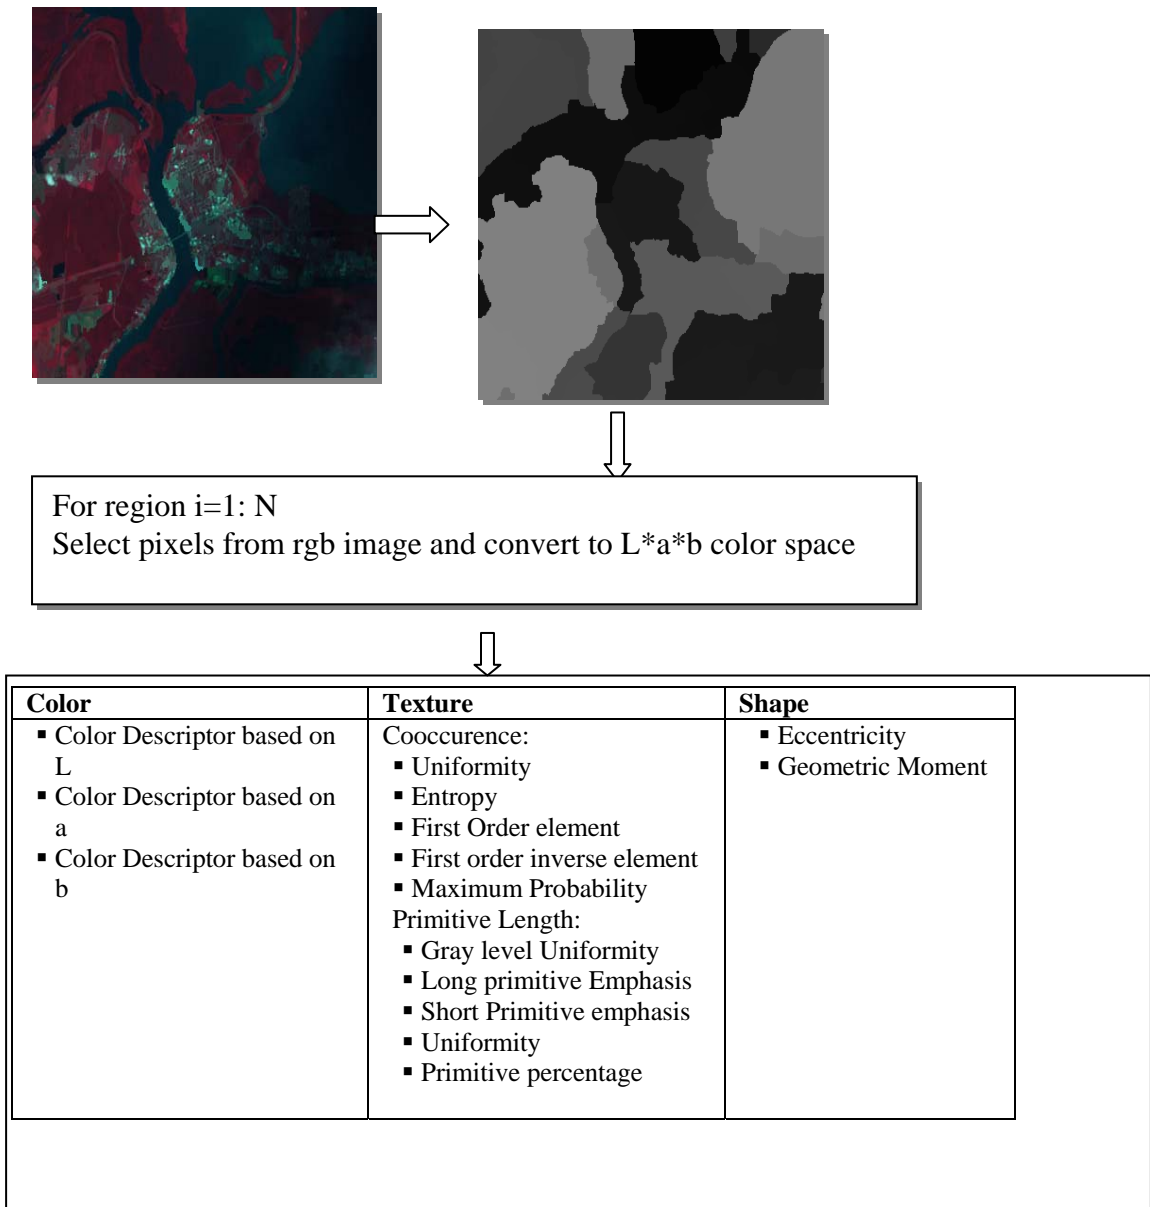 For region i=1: N
Select pixels from rgb image and convert to L*a*b color space
Color
▪ Color Descriptor based on
L
▪ Color Descriptor based on
a
▪ Color Descriptor based on
b
Texture
Cooccurence:
▪ Uniformity
▪ Entropy
▪ First Order element
▪ First order inverse element
▪ Maximum Probability
Primitive Length:
▪ Gray level Uniformity
▪ Long primitive Emphasis
▪ Short Primitive emphasis
▪ Uniformity
▪ Primitive percentage
Shape
▪ Eccentricity
▪ Geometric Moment